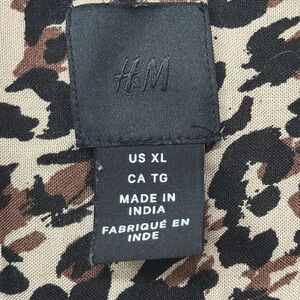 H&M
US XL
CA TG
MADE IN
INDIA
FABRIQUÉ EN
INDE